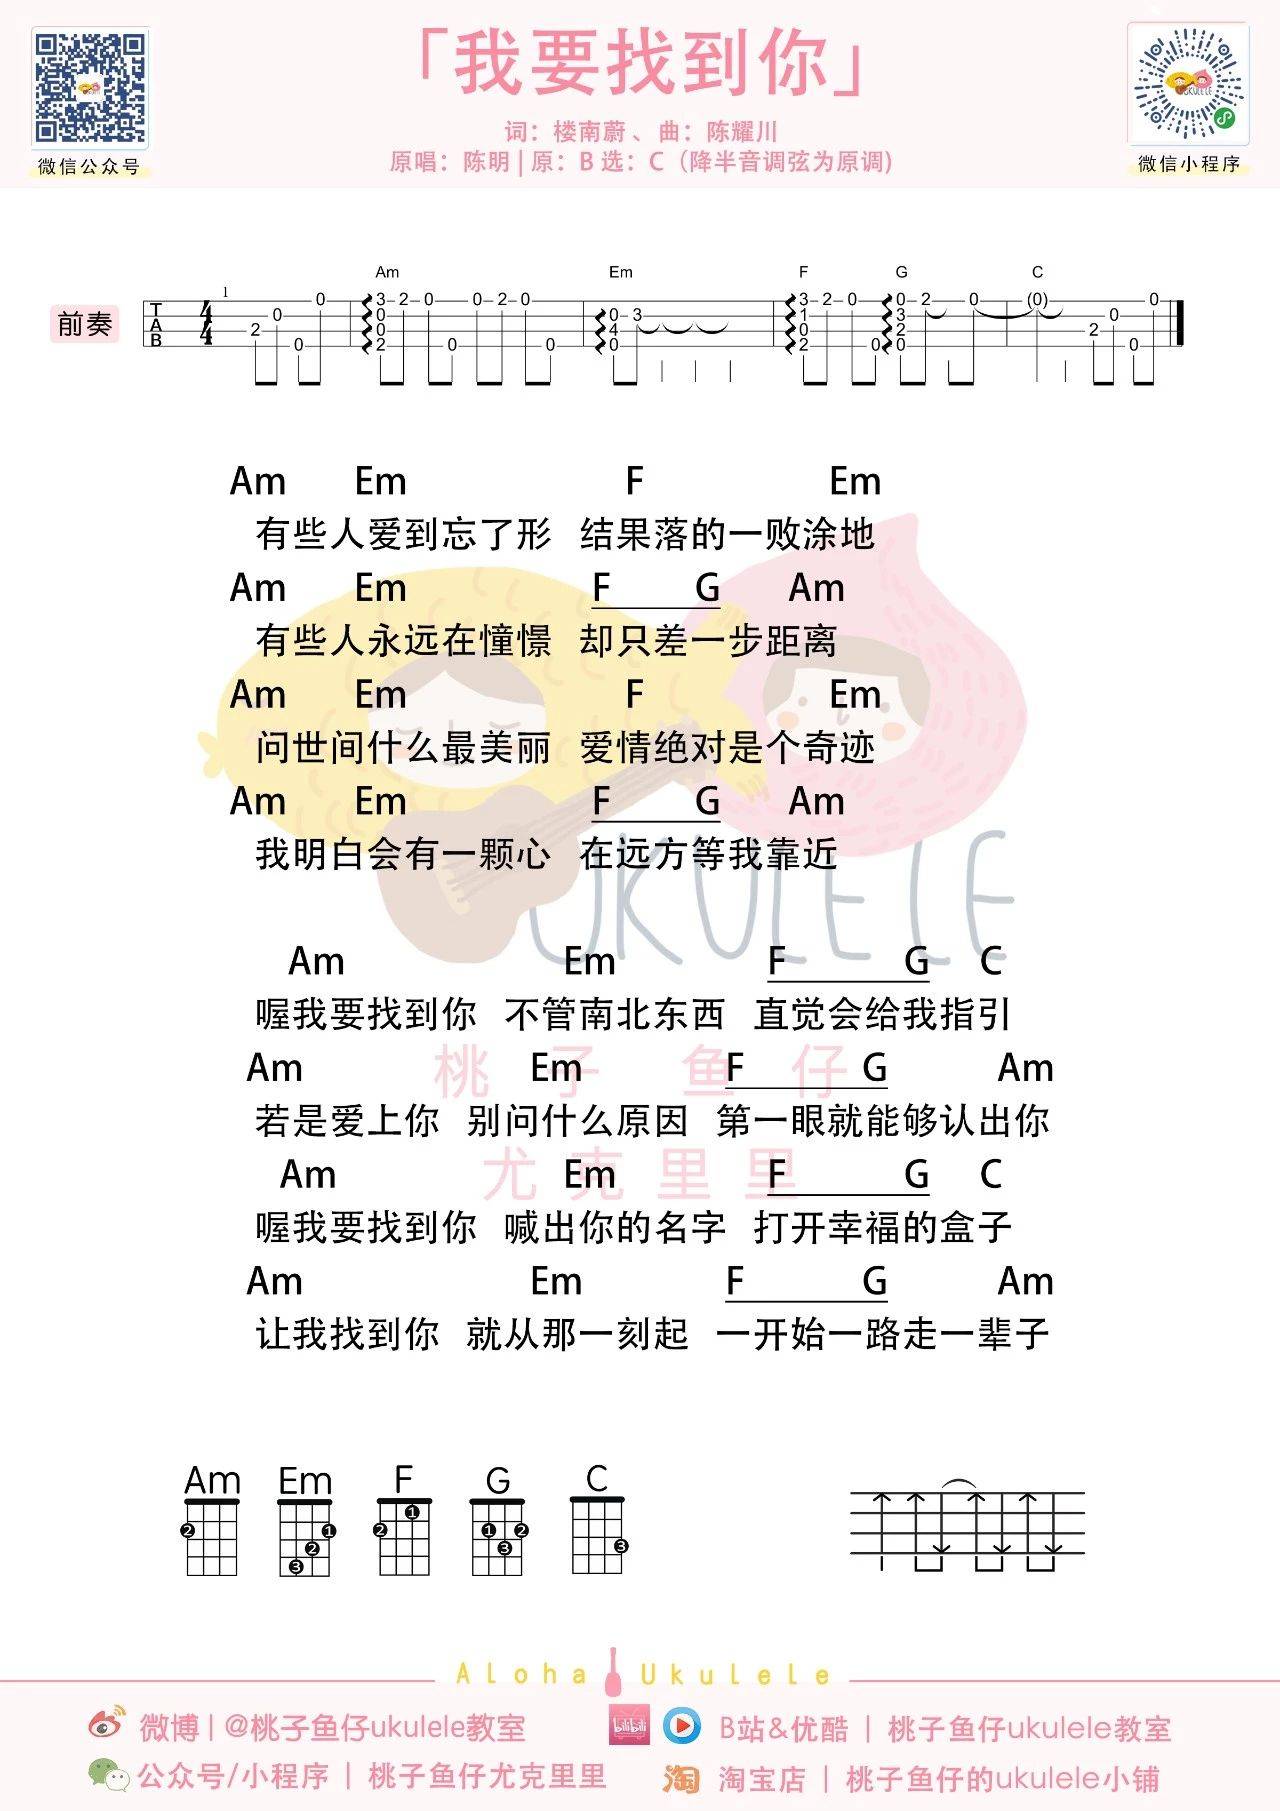 「我要找到你」
词：楼南蔚、曲：陈耀川
原唱：陈明 | 原：B 选：C（降半音调弦为原调)
微信公众号
微信小程序
UKULELE
前奏
Am Em F G C
1
T
A
B
4
4
0 3 2 0 0 2 0 3 2 0 0 2 0 (0) 0
0 0 0 3 1 3 0
2 0 4 0 2 2
0 2 0 0 0 2 0 0 0
Am Em F Em
有些人爱到忘了形 结果落的一败涂地
Am Em F G Am
有些人永远在憧憬 却只差一步距离
Am Em F Em
问世间什么最美丽 爱情绝对是个奇迹
Am Em F G Am
我明白会有一颗心 在远方等我靠近
UKULELE
Am Em F G C
喔我要找到你 不管南北东西 直觉会给我指引
桃子鱼仔
Am Em F G Am
若是爱上你 别问什么原因 第一眼就能够认出你
尤克里里
Am Em F G C
喔我要找到你 喊出你的名字 打开幸福的盒子
Am Em F G Am
让我找到你 就从那一刻起 一开始一路走一辈子
Am Em F G C
2 1 2 3 2 1 1 2 3 3
Aloha Ukulele
微博 | @桃子鱼仔ukulele教室
bilibili B站&优酷 | 桃子鱼仔ukulele教室
公众号/小程序 | 桃子鱼仔尤克里里
淘 淘宝店 | 桃子鱼仔的ukulele小铺